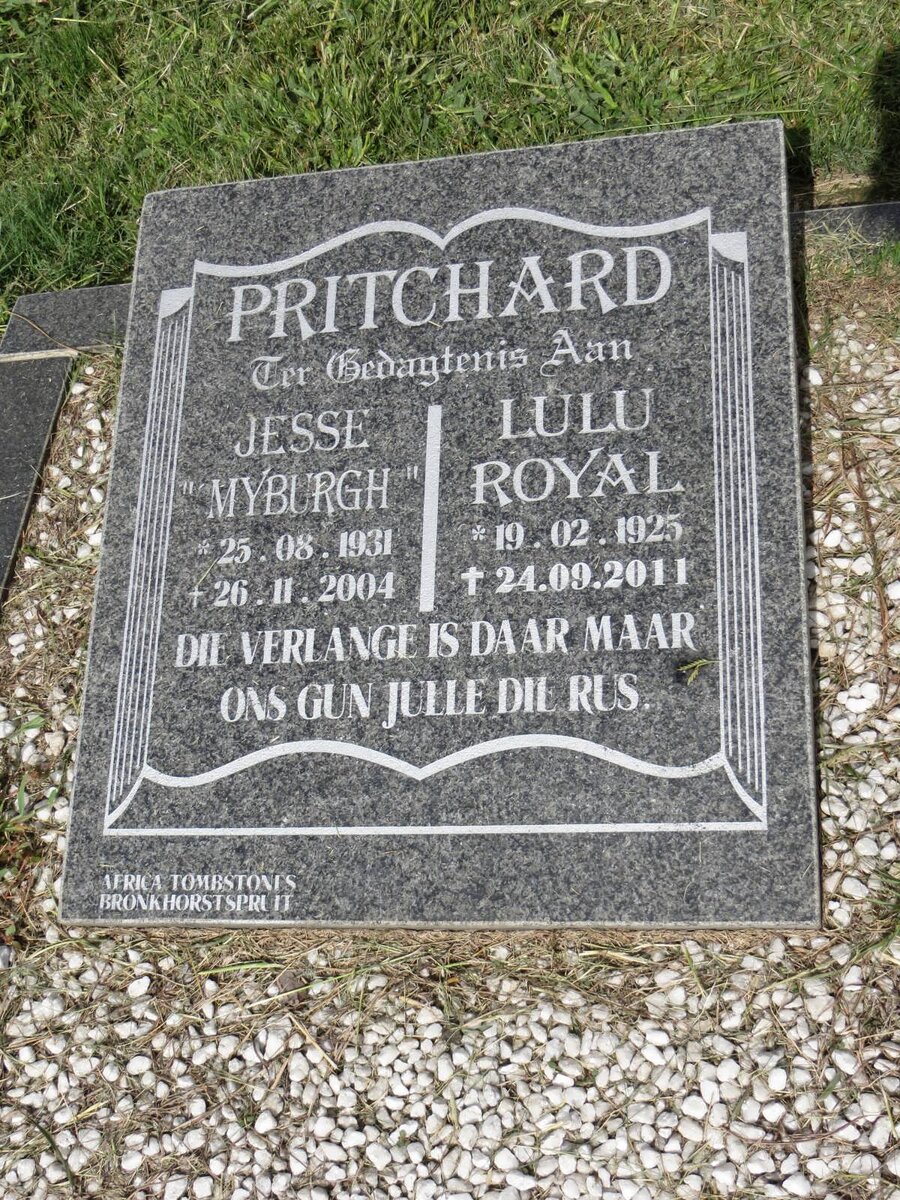 PRITCHARD
Ter Gedagtenis Aan
JESSE
"MYBURGH"
* 25.08.1931
† 26.11.2004
LULU
ROYAL
* 19.02.1925
† 24.09.2011
DIE VERLANGE IS DAAR MAAR
ONS GUN JULLE DIE RUS.
AFRICA TOMBSTONES
BRONKHORSTSPRUIT